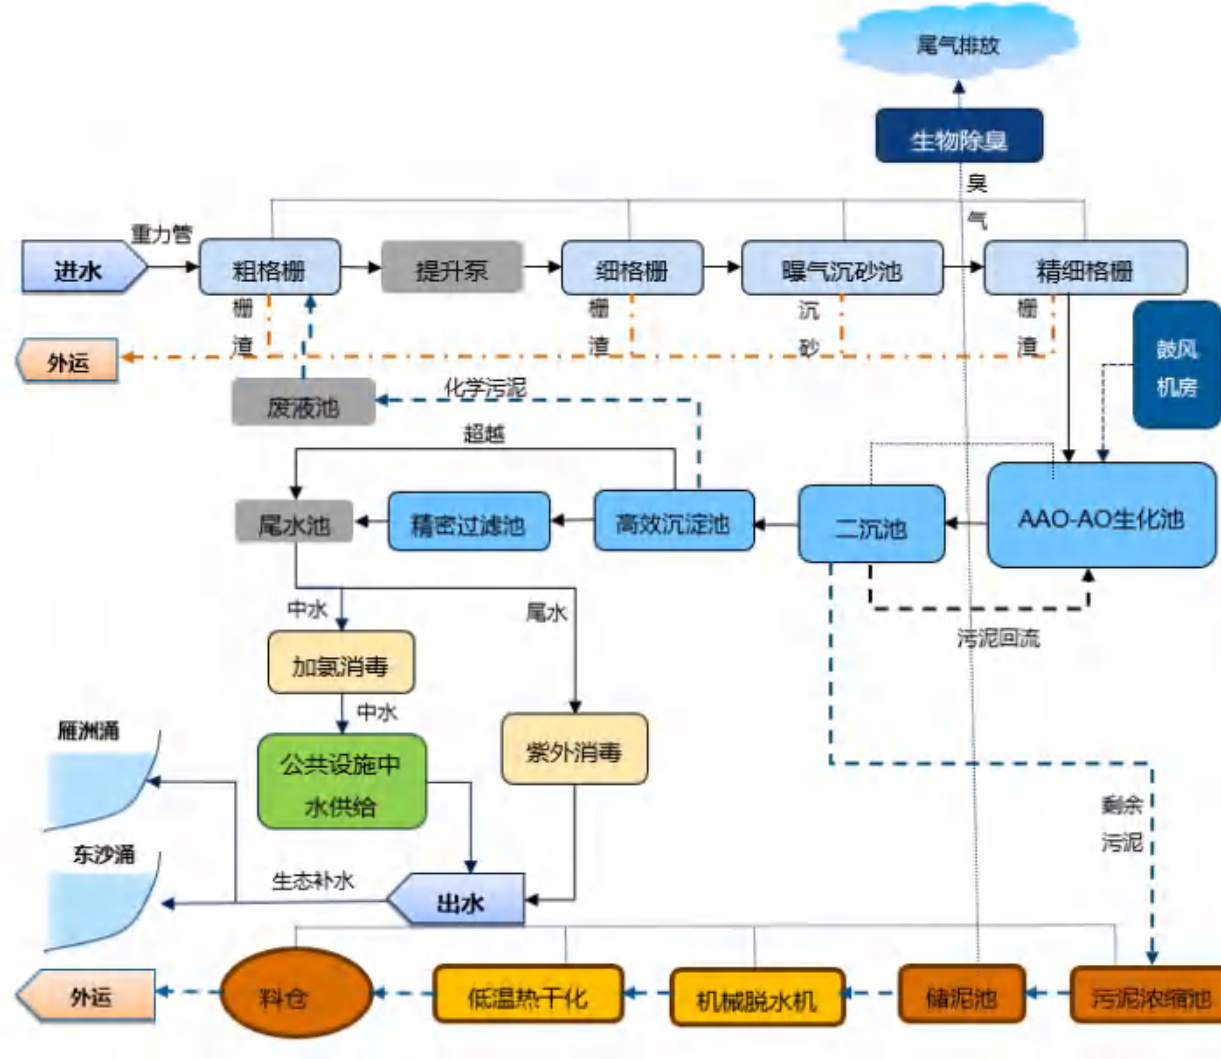 尾气排放
生物除臭
臭
气
重力管
进水
粗格栅
提升泵
细格栅
曝气沉砂池
精细格栅
栅
渣
栅
渣
沉
砂
栅
渣
外运
鼓风
机房
废液池
化学污泥
超越
尾水池
精密过滤池
高效沉淀池
二沉池
AAO-AO生化池
中水
尾水
污泥回流
加氯消毒
中水
雁洲涌
公共设施中
水供给
紫外消毒
剩余
污泥
东沙涌
生态补水
出水
外运
料仓
低温热干化
机械脱水机
储泥池
污泥浓缩池